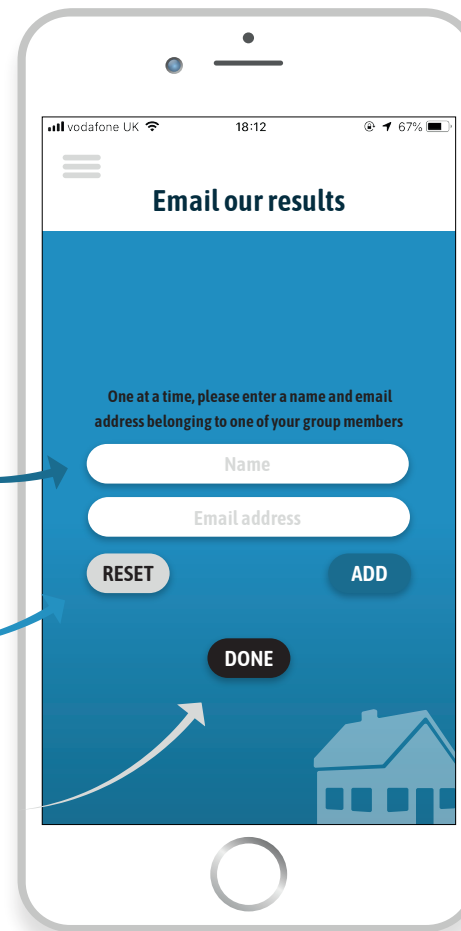 vodafone UK 18:12 67%
Email our results
One at a time, please enter a name and email
address belonging to one of your group members
Name
Email address
RESET ADD
DONE